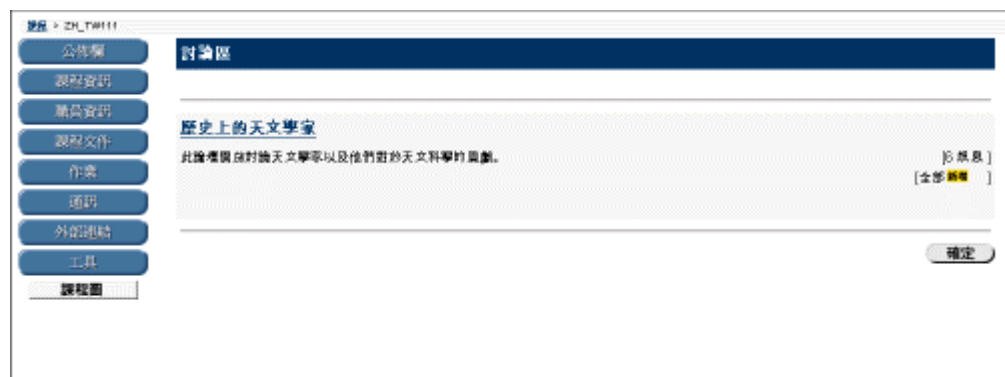 課程 > ZH_TW111
公佈欄
課程資訊
職員資訊
課程文件
作業
通訊
外部連結
工具
課程圖
討論區
歷史上的天文學家
此論壇開放討論天文學家以及他們對於天文科學的貢獻。
[6 訊息]
[全部 新增 ]
確定